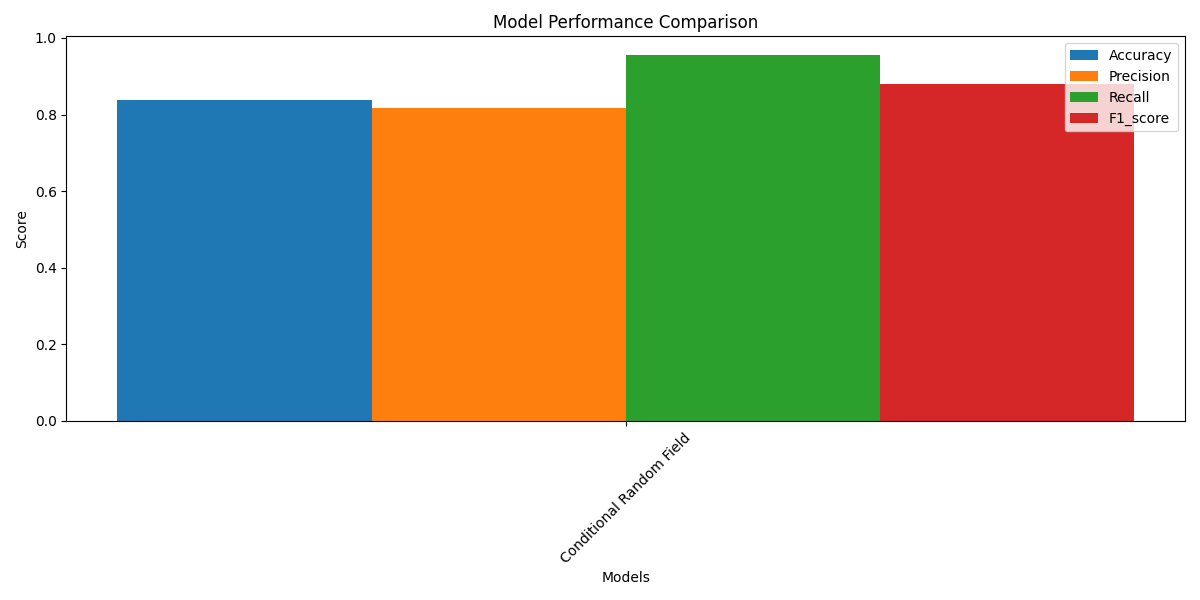 Model Performance Comparison
Accuracy
Precision
Recall
F1_score
Score
1.0
0.8
0.6
0.4
0.2
0.0
Conditional Random Field
Models